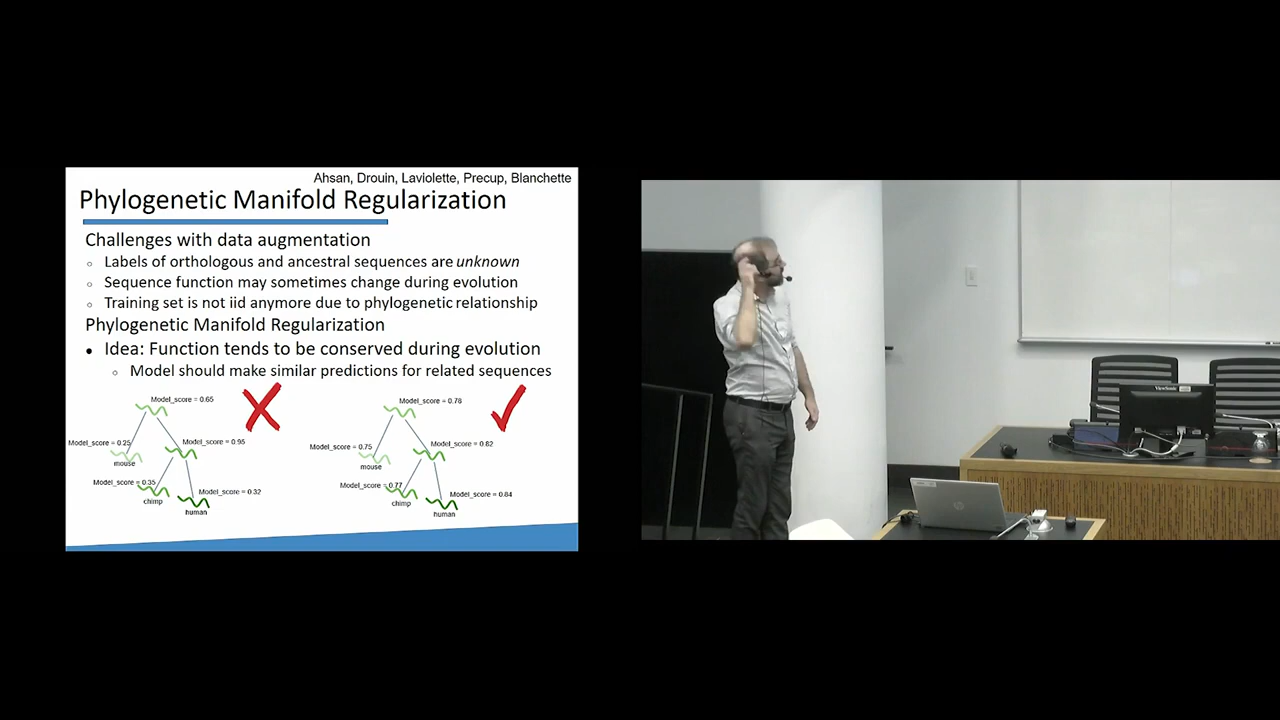 Ahsan, Drouin, Laviolette, Precup, Blanchette
Phylogenetic Manifold Regularization
Challenges with data augmentation
Labels of orthologous and ancestral sequences are unknown
Sequence function may sometimes change during evolution
Training set is not iid anymore due to phylogenetic relationship
Phylogenetic Manifold Regularization
Idea: Function tends to be conserved during evolution
Model should make similar predictions for related sequences
Model_score = 0.65
Model_score = 0.25
Model_score = 0.95
mouse
Model_score = 0.35
Model_score = 0.32
chimp
human
Model_score = 0.78
Model_score = 0.75
Model_score = 0.82
mouse
Model_score = 0.77
Model_score = 0.84
chimp
human
ViewSonic
hp